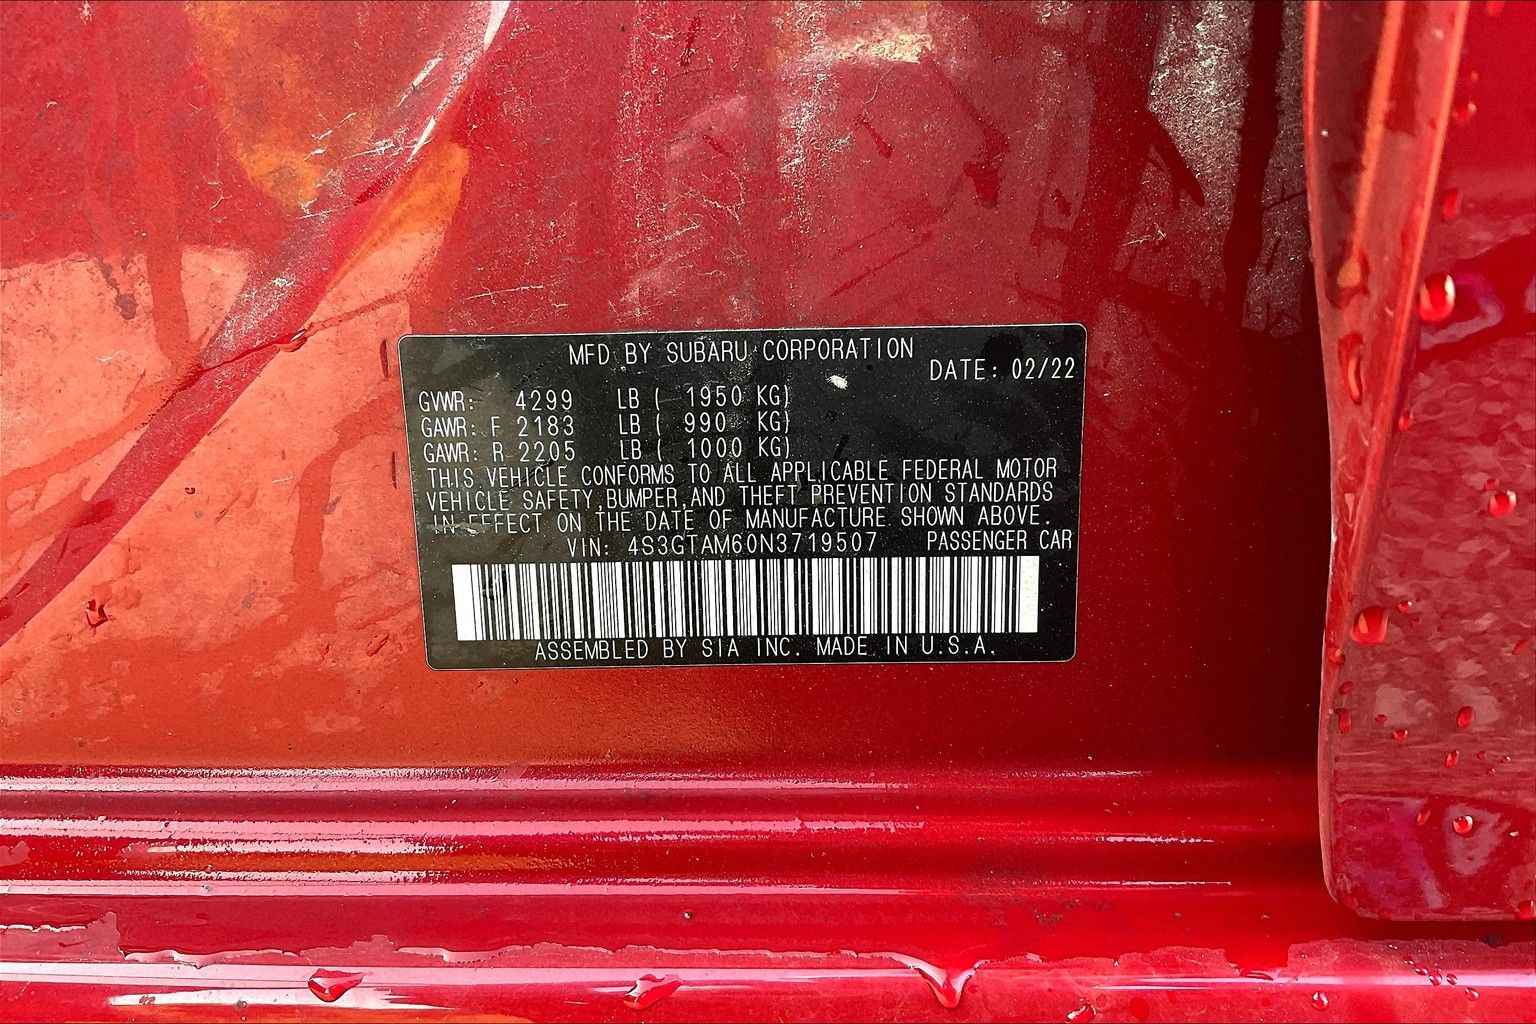 MFD BY SUBARU CORPORATION
DATE: 02/22
GVWR: 4299 LB ( 1950 KG)
GAWR: F 2183 LB ( 990 KG)
GAWR: R 2205 LB ( 1000 KG)
THIS VEHICLE CONFORMS TO ALL APPLICABLE FEDERAL MOTOR
VEHICLE SAFETY,BUMPER,AND THEFT PREVENTION STANDARDS
IN EFFECT ON THE DATE OF MANUFACTURE SHOWN ABOVE.
VIN: 4S3GTAM60N3719507 PASSENGER CAR
ASSEMBLED BY SIA INC. MADE IN U.S.A.